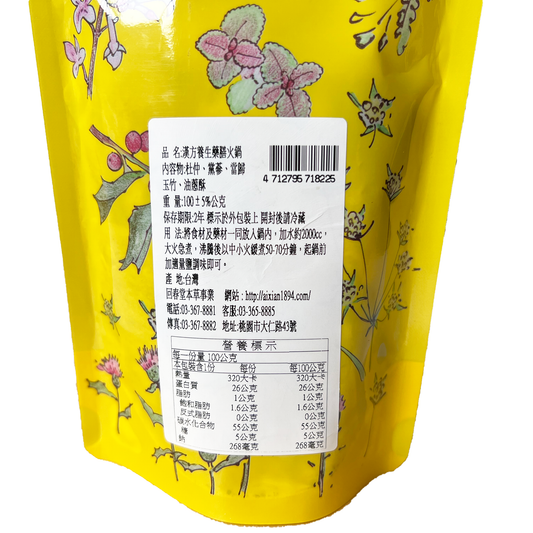 品 名:漢方養生藥膳火鍋
內容物:杜仲、黨蔘、當歸
玉竹、油蔥酥
重 量:100±5%公克
保存期限:2年 標示於外包裝上 開封後請冷藏
用 法:將食材及藥材一同放入鍋內，加水約2000cc，
大火急煮，沸騰後以中小火緩煮50-70分鐘，起鍋前
加適量鹽調味即可。
產 地:台灣
回春堂本草事業 網站：http://aixian1894.com/
電話:03-367-8881 客服:03-365-8885
傳真:03-367-8882 地址:桃園市大仁路43號
4 712795 718225
營養標示
每一份量 100公克
本包裝含1份 每份 每100公克
熱量 320大卡 320大卡
蛋白質 26公克 26公克
脂肪 1公克 1公克
飽和脂肪 1.6公克 1.6公克
反式脂肪 0公克 0公克
碳水化合物 55公克 55公克
糖 5公克 5公克
鈉 268毫克 268毫克